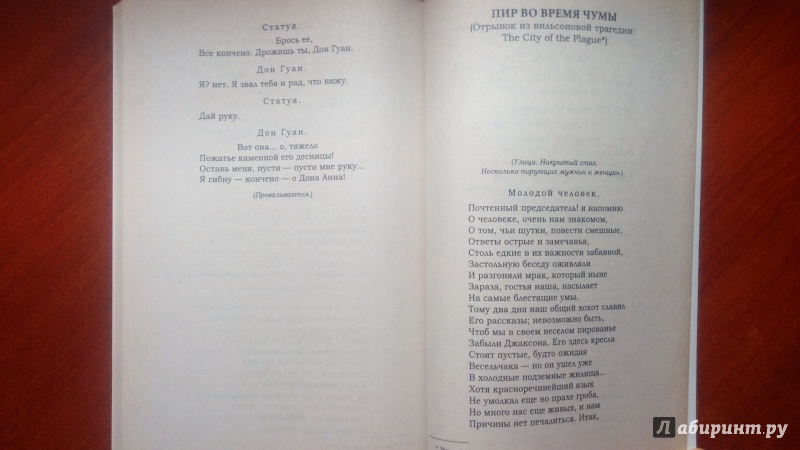 Статуя.
Брось ее,
Все кончено. Дрожишь ты, Дон Гуан.
Дон Гуан.
Я? нет. Я звал тебя и рад, что вижу.
Статуя.
Дай руку.
Дон Гуан.
Вот она... о, тяжело
Пожатье каменной его десницы!
Оставь меня, пусти — пусти мне руку...
Я гибну — кончено — о Дона Анна!
(Проваливаются.)
ПИР ВО ВРЕМЯ ЧУМЫ
(Отрывок из вильсоновой трагедии:
The City of the Plague*)
(Улица. Накрытый стол.
Несколько пирующих мужчин и женщин.)
Молодой человек.
Почтенный председатель! я напомню
О человеке, очень нам знакомом,
О том, чьи шутки, повести смешные,
Ответы острые и замечанья,
Столь едкие в их важности забавной,
Застольную беседу оживляли
И разгоняли мрак, который ныне
Зараза, гостья наша, насылает
На самые блестящие умы.
Тому два дня наш общий хохот славил
Его рассказы; невозможно быть,
Чтоб мы в своем веселом пированье
Забыли Джаксона. Его здесь кресла
Стоят пустые, будто ожидая
Весельчака — но он ушел уже
В холодные подземные жилища...
Хотя красноречивейший язык
Не умолкал еще во прахе гроба,
Но много нас еще живых, и нам
Причины нет печалиться. Итак,
Лабиринт.ру